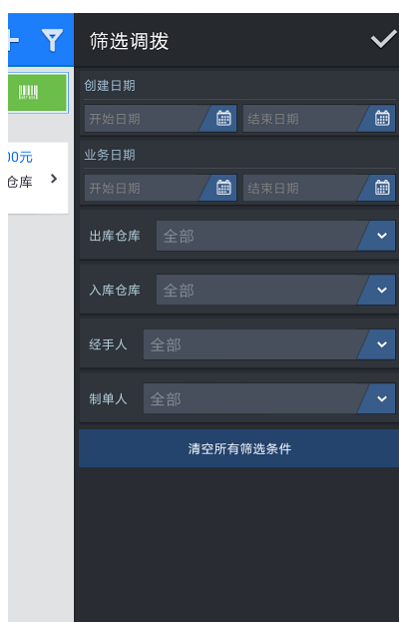 筛选调拨
创建日期
开始日期 结束日期
00元
仓库
业务日期
开始日期 结束日期
出库仓库 全部
入库仓库 全部
经手人 全部
制单人 全部
清空所有筛选条件